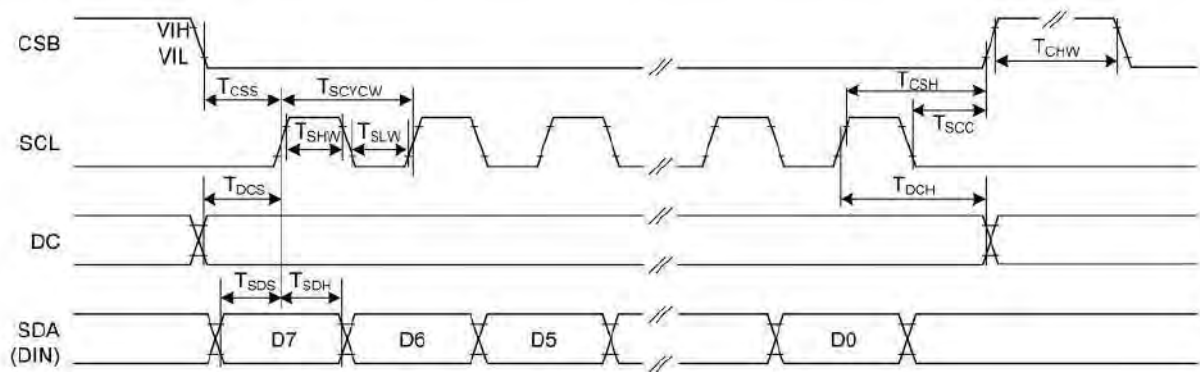 CSB
VIH
VIL
TCHW
TCSS
TSCYCW
TCSH
SCL
TSHW
TSLW
TSCC
TDCS
TDCH
DC
TSDS
TSDH
SDA
(DIN)
D7
D6
D5
D0